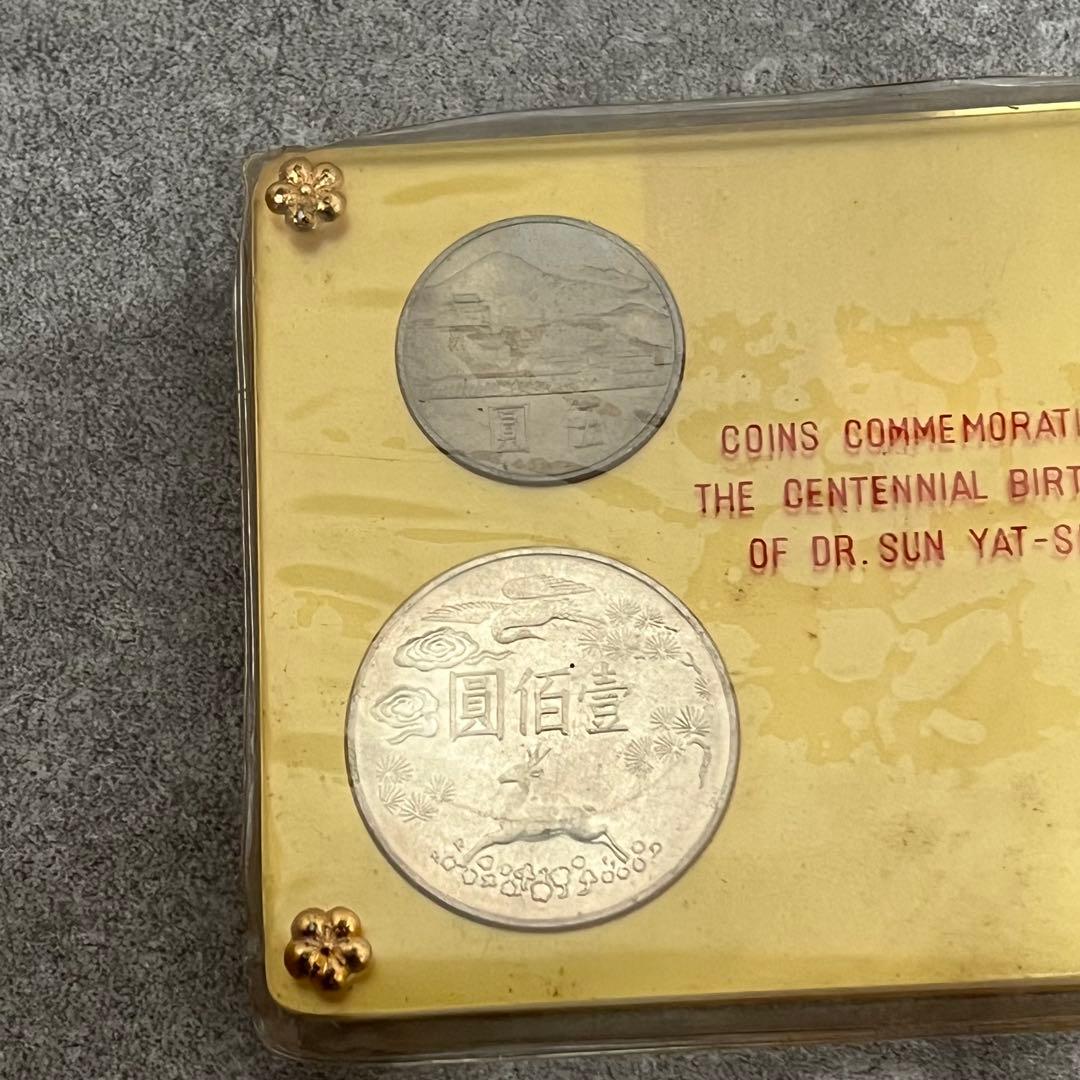 圓 伍
COINS COMMEMORATI
THE CENTENNIAL BIRT
OF DR. SUN YAT-S
圓佰壹